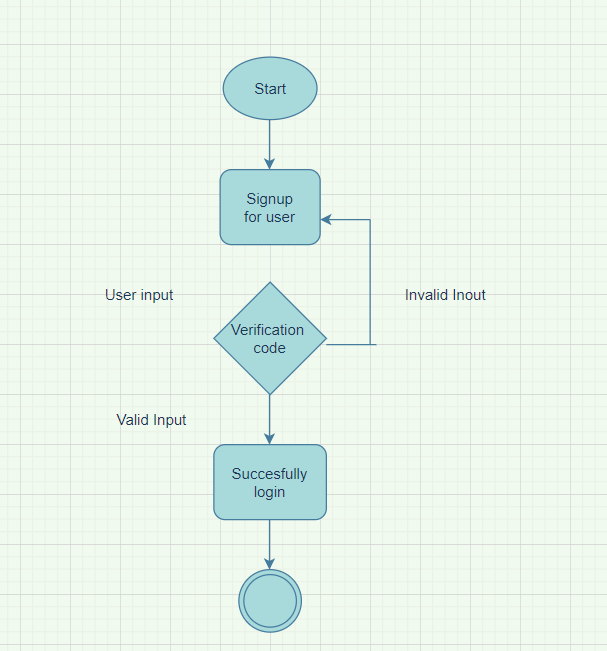 Start
Signup
for user
User input
Invalid Inout
Verification
code
Valid Input
Succesfully
login